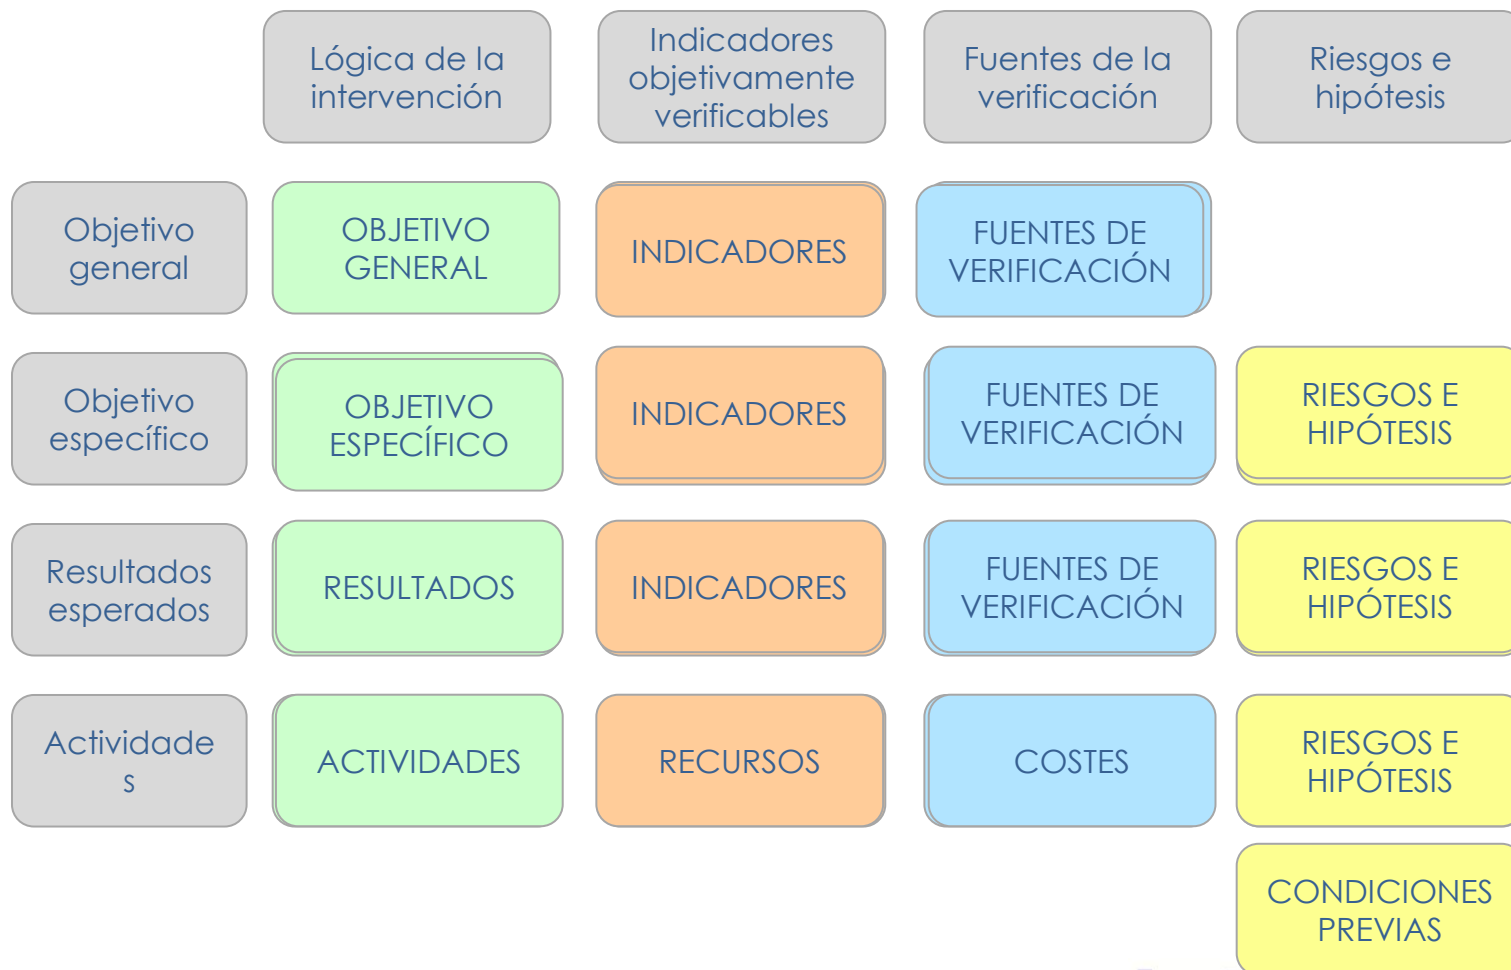 Lógica de la
intervención
Indicadores
objetivamente
verificables
Fuentes de la
verificación
Riesgos e
hipótesis
Objetivo
general
OBJETIVO
GENERAL
INDICADORES
FUENTES DE
VERIFICACIÓN
Objetivo
específico
OBJETIVO
ESPECÍFICO
INDICADORES
FUENTES DE
VERIFICACIÓN
RIESGOS E
HIPÓTESIS
Resultados
esperados
RESULTADOS
INDICADORES
FUENTES DE
VERIFICACIÓN
RIESGOS E
HIPÓTESIS
Actividade
s
ACTIVIDADES
RECURSOS
COSTES
RIESGOS E
HIPÓTESIS
CONDICIONES
PREVIAS